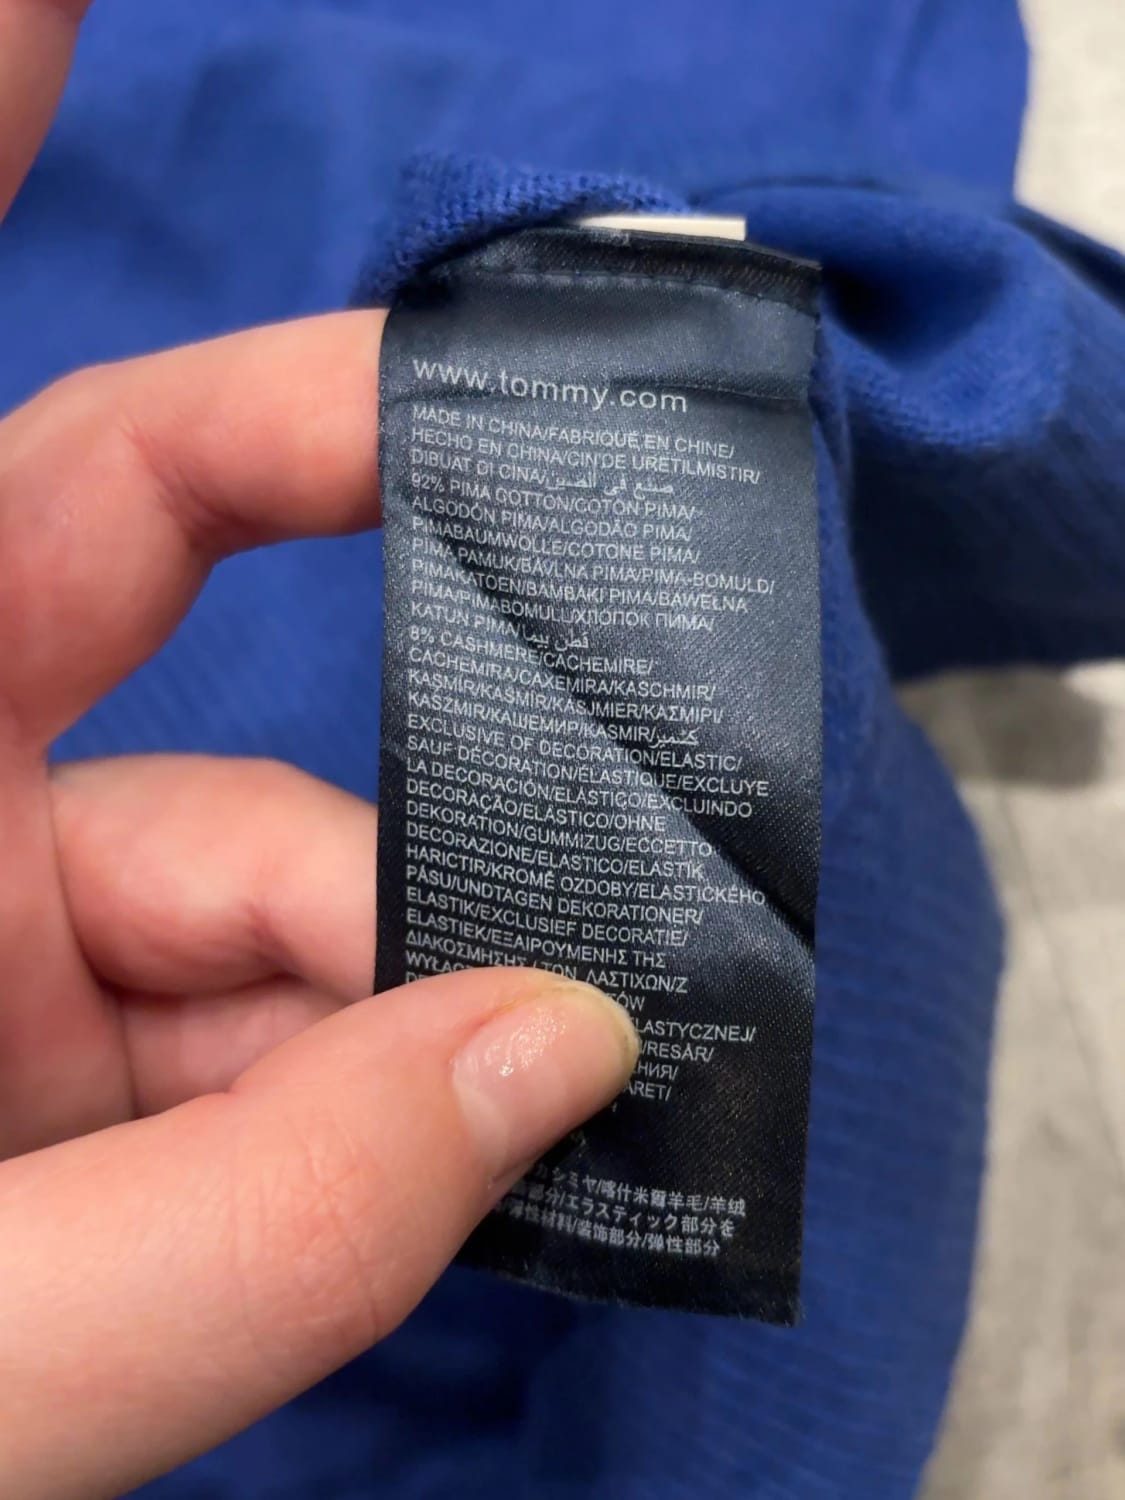 www.tommy.com
MADE IN CHINA/FABRIQUÉ EN CHINE/
HECHO EN CHINA/CIN'DE URETILMISTIR/
DIBUAT DI CINA/صنع في الصين
92% PIMA COTTON/COTON PIMA/
ALGODÓN PIMA/ALGODÃO PIMA/
PIMABAUMWOLLE/COTONE PIMA/
PIMA PAMUK/BAVLNA PIMA/PIMA-BOMULD/
PIMAKATOEN/BAMBAKI PIMA/BAWEŁNA
PIMA/PIMABOMULL/ХЛОПОК ПИМА/
KATUN PIMA/قطن بيما
8% CASHMERE/CACHEMIRE/
CACHEMIRA/CAXEMIRA/KASCHMIR/
KAŞMİR/KAŠMÍR/KASJMIER/ΚΑΣΜΙΡΙ/
KASZMIR/КАШЕМИР/KASMIR/كشمير
EXCLUSIVE OF DECORATION/ELASTIC/
SAUF DÉCORATION/ÉLASTIQUE/EXCLUYE
LA DECORACIÓN/ELÁSTICO/EXCLUINDO
DECORAÇÃO/ELÁSTICO/OHNE
DEKORATION/GUMMIZUG/ECCETTO
DECORAZIONE/ELASTICO/ELASTİK
HARICTIR/KROMĚ OZDOBY/ELASTICKÉHO
PÁSU/UNDTAGEN DEKORATIONER/
ELASTIK/EXCLUSIEF DECORATIE/
ELASTIEK/ΕΞΑΙΡΟΥΜΕΝΗΣ ΤΗΣ
ΔΙΑΚΟΣΜΗΣΗΣ / ΤΩΝ ΛΑΣΤΙΧΩΝ/Z
LASTYCZNEJ/
/RESÅR/
カシミヤ/喀什米爾羊毛/羊绒
部分/エラスティック部分を
彈性材料/装饰部分/弹性部分